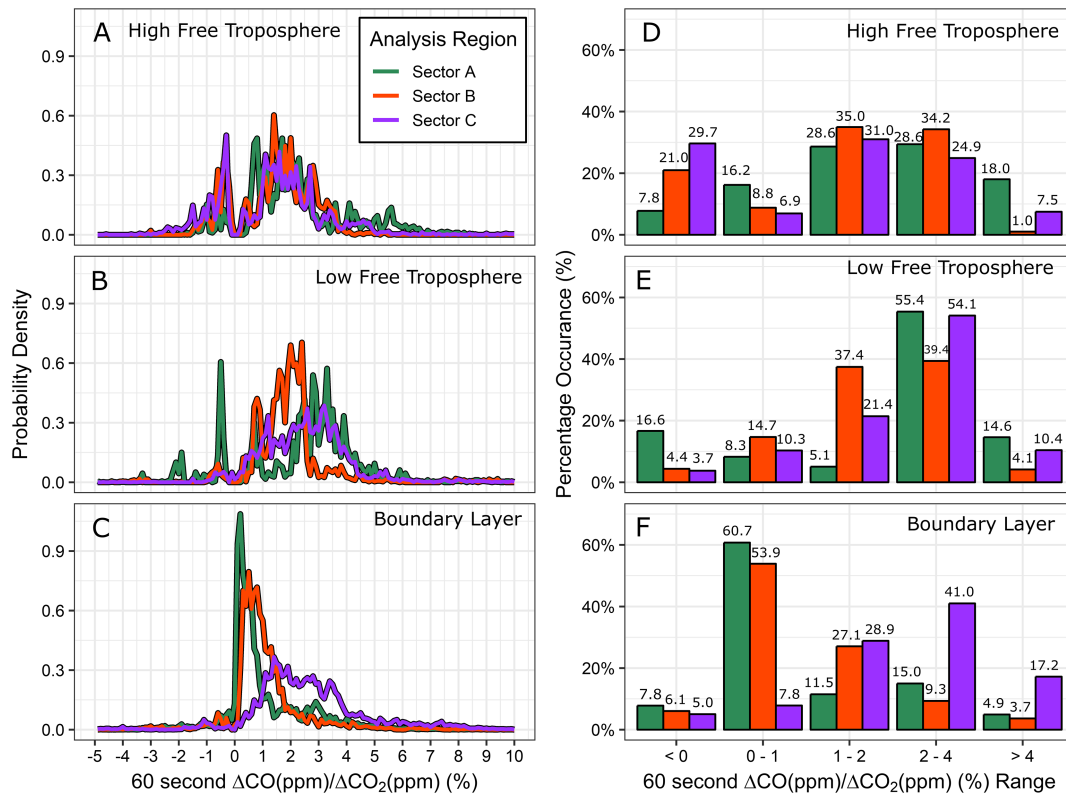 A
High Free Troposphere
Analysis Region
Sector A
Sector B
Sector C
0.9
0.6
0.3
0.0
B
Low Free Troposphere
0.9
0.6
0.3
0.0
C
Boundary Layer
0.9
0.6
0.3
0.0
Probability Density
-5 -4 -3 -2 -1 0 1 2 3 4 5 6 7 8 9 10
60 second ΔCO(ppm)/ΔCO₂(ppm) (%)
D
High Free Troposphere
60%
40%
20%
0%
7.8 21.0 29.7
16.2 8.8 6.9
28.6 35.0 31.0
28.6 34.2 24.9
18.0 1.0 7.5
E
Low Free Troposphere
60%
40%
20%
0%
16.6 4.4 3.7
8.3 14.7 10.3
5.1 37.4 21.4
55.4 39.4 54.1
14.6 4.1 10.4
F
Boundary Layer
60%
40%
20%
0%
7.8 6.1 5.0
60.7 53.9 7.8
11.5 27.1 28.9
15.0 9.3 41.0
4.9 3.7 17.2
Percentage Occurance (%)
< 0 0 - 1 1 - 2 2 - 4 > 4
60 second ΔCO(ppm)/ΔCO₂(ppm) (%) Range